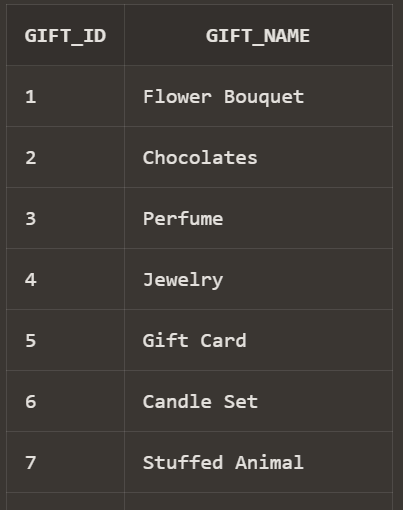 GIFT_ID GIFT_NAME
1 Flower Bouquet
2 Chocolates
3 Perfume
4 Jewelry
5 Gift Card
6 Candle Set
7 Stuffed Animal